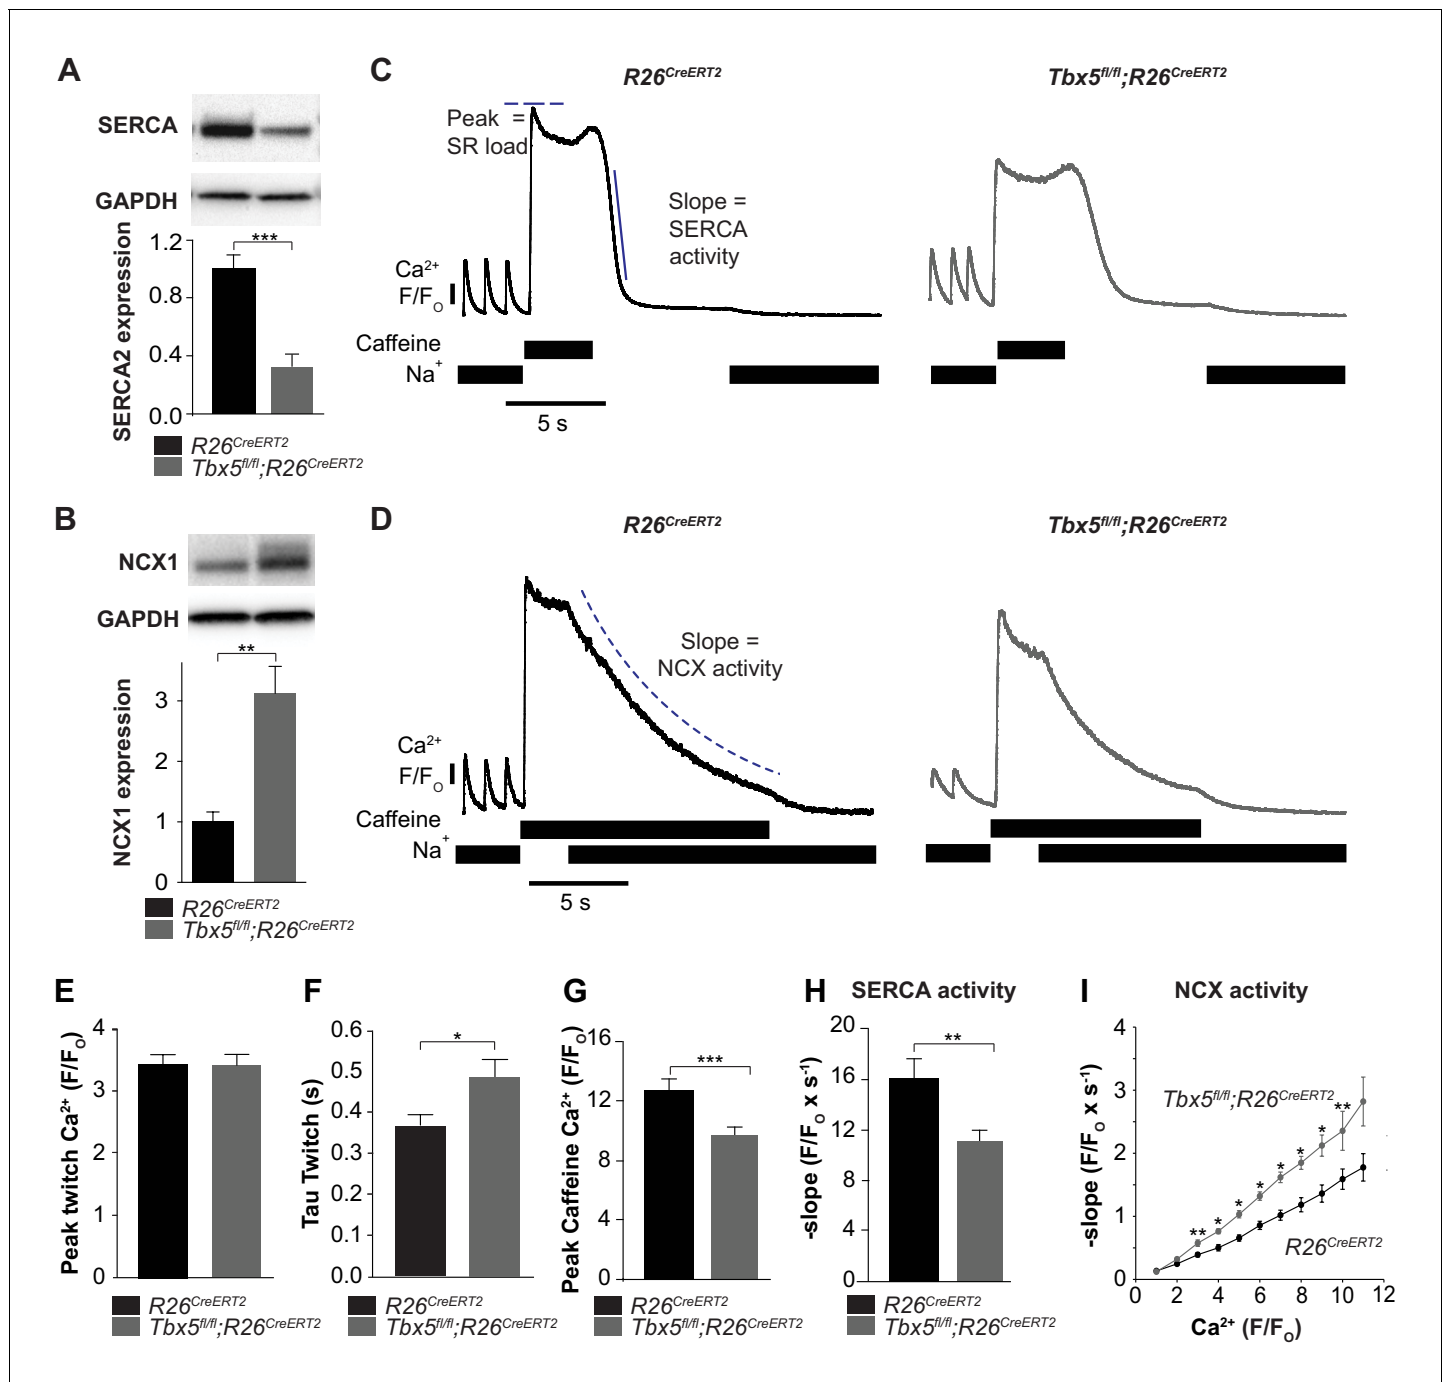 A
SERCA
GAPDH
SERCA2 expression
1.2
0.8
0.4
0.0
***
R26CreERT2
Tbx5fl/fl;R26CreERT2
C
R26CreERT2
Tbx5fl/fl;R26CreERT2
Peak =
SR load
Slope =
SERCA
activity
Ca2+
F/FO
Caffeine
Na+
5 s
B
NCX1
GAPDH
NCX1 expression
3
2
1
0
**
R26CreERT2
Tbx5fl/fl;R26CreERT2
D
R26CreERT2
Tbx5fl/fl;R26CreERT2
Slope =
NCX activity
Ca2+
F/FO
Caffeine
Na+
5 s
E
Peak twitch Ca2+ (F/FO)
4
3
2
1
0
R26CreERT2
Tbx5fl/fl;R26CreERT2
F
Tau Twitch (s)
0.6
0.5
0.4
0.3
0.2
0.1
0.0
*
R26CreERT2
Tbx5fl/fl;R26CreERT2
G
Peak Caffine Ca2+ (F/FO)
16
12
8
4
0
***
R26CreERT2
Tbx5fl/fl;R26CreERT2
H
SERCA activity
-slope (F/FO x s-1)
20
16
12
8
4
0
**
R26CreERT2
Tbx5fl/fl;R26CreERT2
I
NCX activity
-slope (F/FO x s-1)
4
3
2
1
0
Tbx5fl/fl;R26CreERT2
** * * * * * * **
R26CreERT2
0 2 4 6 8 10 12
Ca2+ (F/FO)